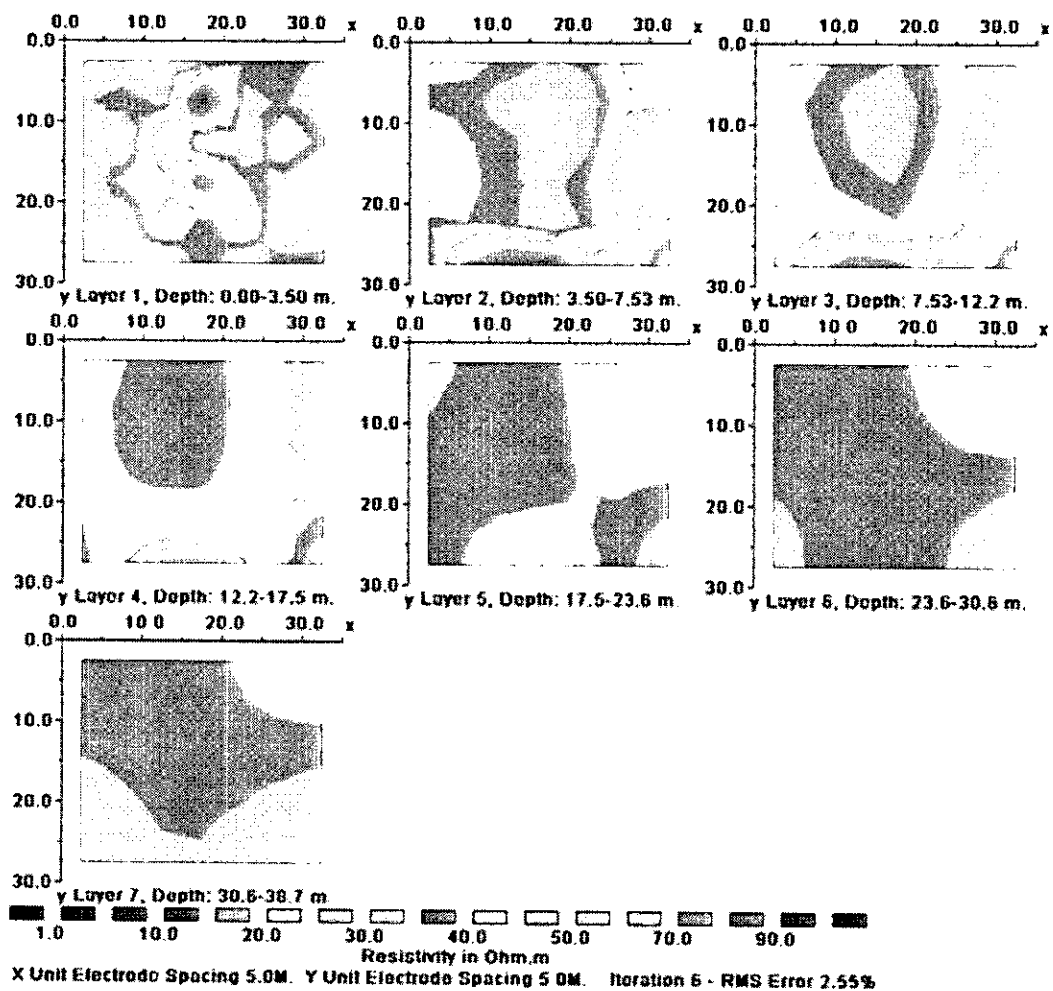 0.0 10.0 20.0 30.0 x
0.0
10.0
20.0
30.0
y Layer 1, Depth: 0.00-3.50 m.
0.0 10.0 20.0 30.0 x
0.0
10.0
20.0
30.0
y Layer 2, Depth: 3.50-7.53 m.
0.0 10.0 20.0 30.0 x
0.0
10.0
20.0
30.0
y Layer 3, Depth: 7.53-12.2 m.
0.0 10.0 20.0 30.0 x
0.0
10.0
20.0
30.0
y Layer 4, Depth: 12.2-17.5 m.
0.0 10.0 20.0 30.0 x
0.0
10.0
20.0
30.0
y Layer 5, Depth: 17.5-23.6 m.
0.0 10.0 20.0 30.0 x
0.0
10.0
20.0
30.0
y Layer 6, Depth: 23.6-30.6 m.
0.0 10.0 20.0 30.0 x
0.0
10.0
20.0
30.0
y Layer 7, Depth: 30.6-38.7 m.
1.0 10.0 20.0 30.0 40.0 50.0 70.0 90.0
Resistivity in Ohm.m
X Unit Electrode Spacing 5.0M. Y Unit Electrode Spacing 5.0M. Iteration 6 - RMS Error 2.55%